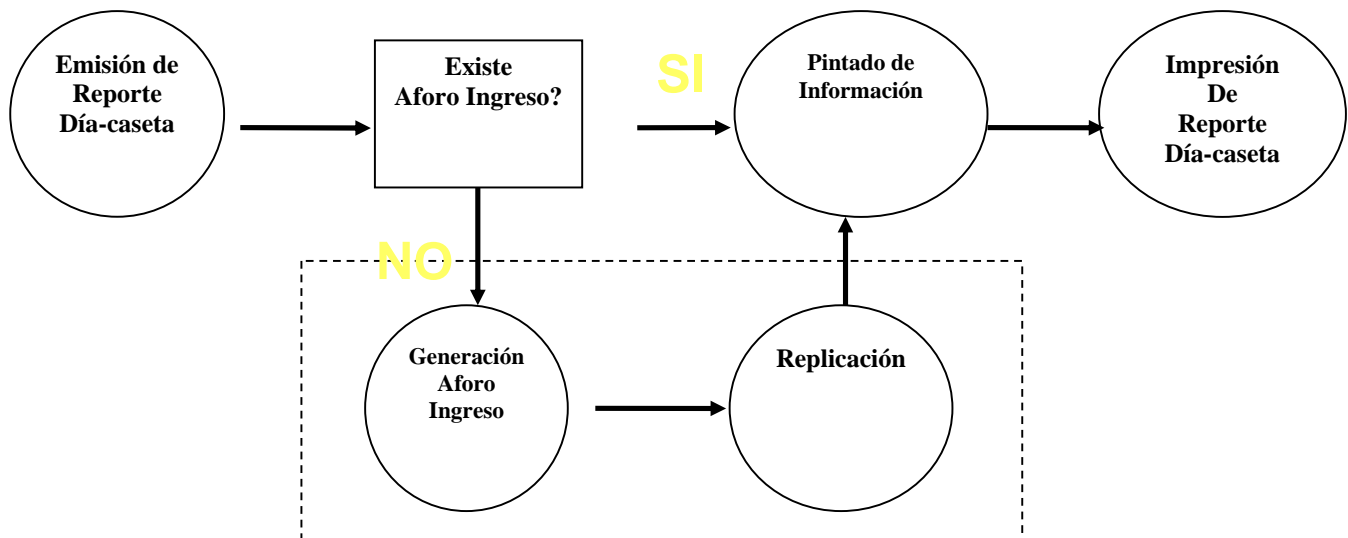 Emisión de
Reporte
Día-caseta
Existe
Aforo Ingreso?
SI
Pintado de
Información
Impresión
De
Reporte
Día-caseta
NO
Generación
Aforo
Ingreso
Replicación